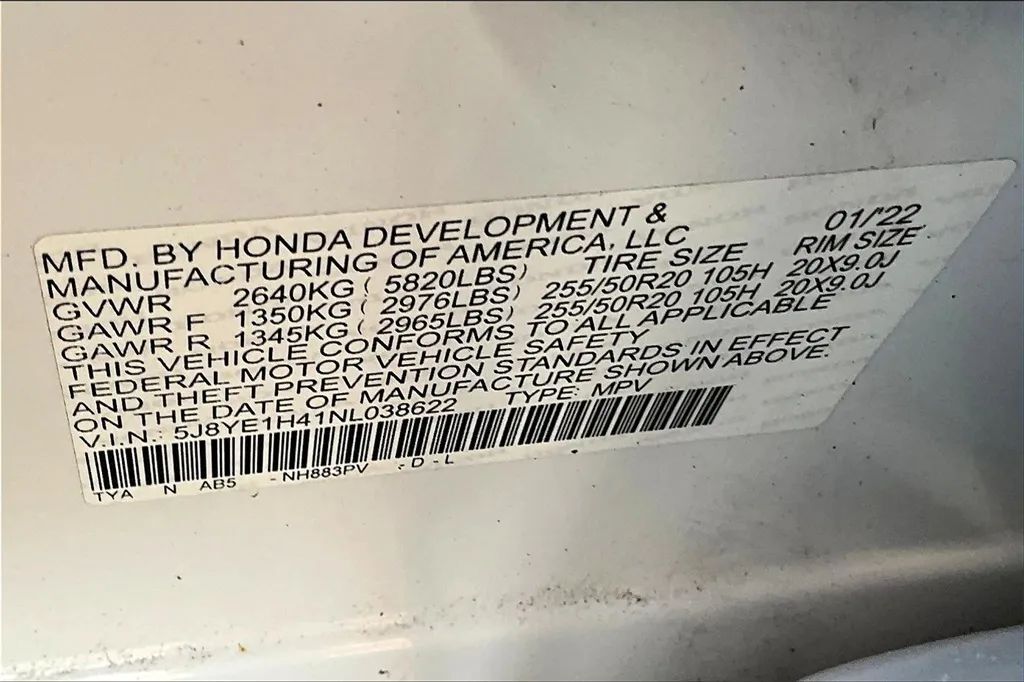 MFD. BY HONDA DEVELOPMENT & 01/'22
MANUFACTURING OF AMERICA, LLC
GVWR 2640KG ( 5820LBS) TIRE SIZE RIM SIZE
GAWR F 1350KG ( 2976LBS) 255/50R20 105H 20X9.0J
GAWR R 1345KG ( 2965LBS) 255/50R20 105H 20X9.0J
THIS VEHICLE CONFORMS TO ALL APPLICABLE
FEDERAL MOTOR VEHICLE SAFETY
AND THEFT PREVENTION STANDARDS IN EFFECT
ON THE DATE OF MANUFACTURE SHOWN ABOVE.
V.I.N.: 5J8YE1H41NL038622 TYPE: MPV
TYA N AB5 - NH883PV - D - L